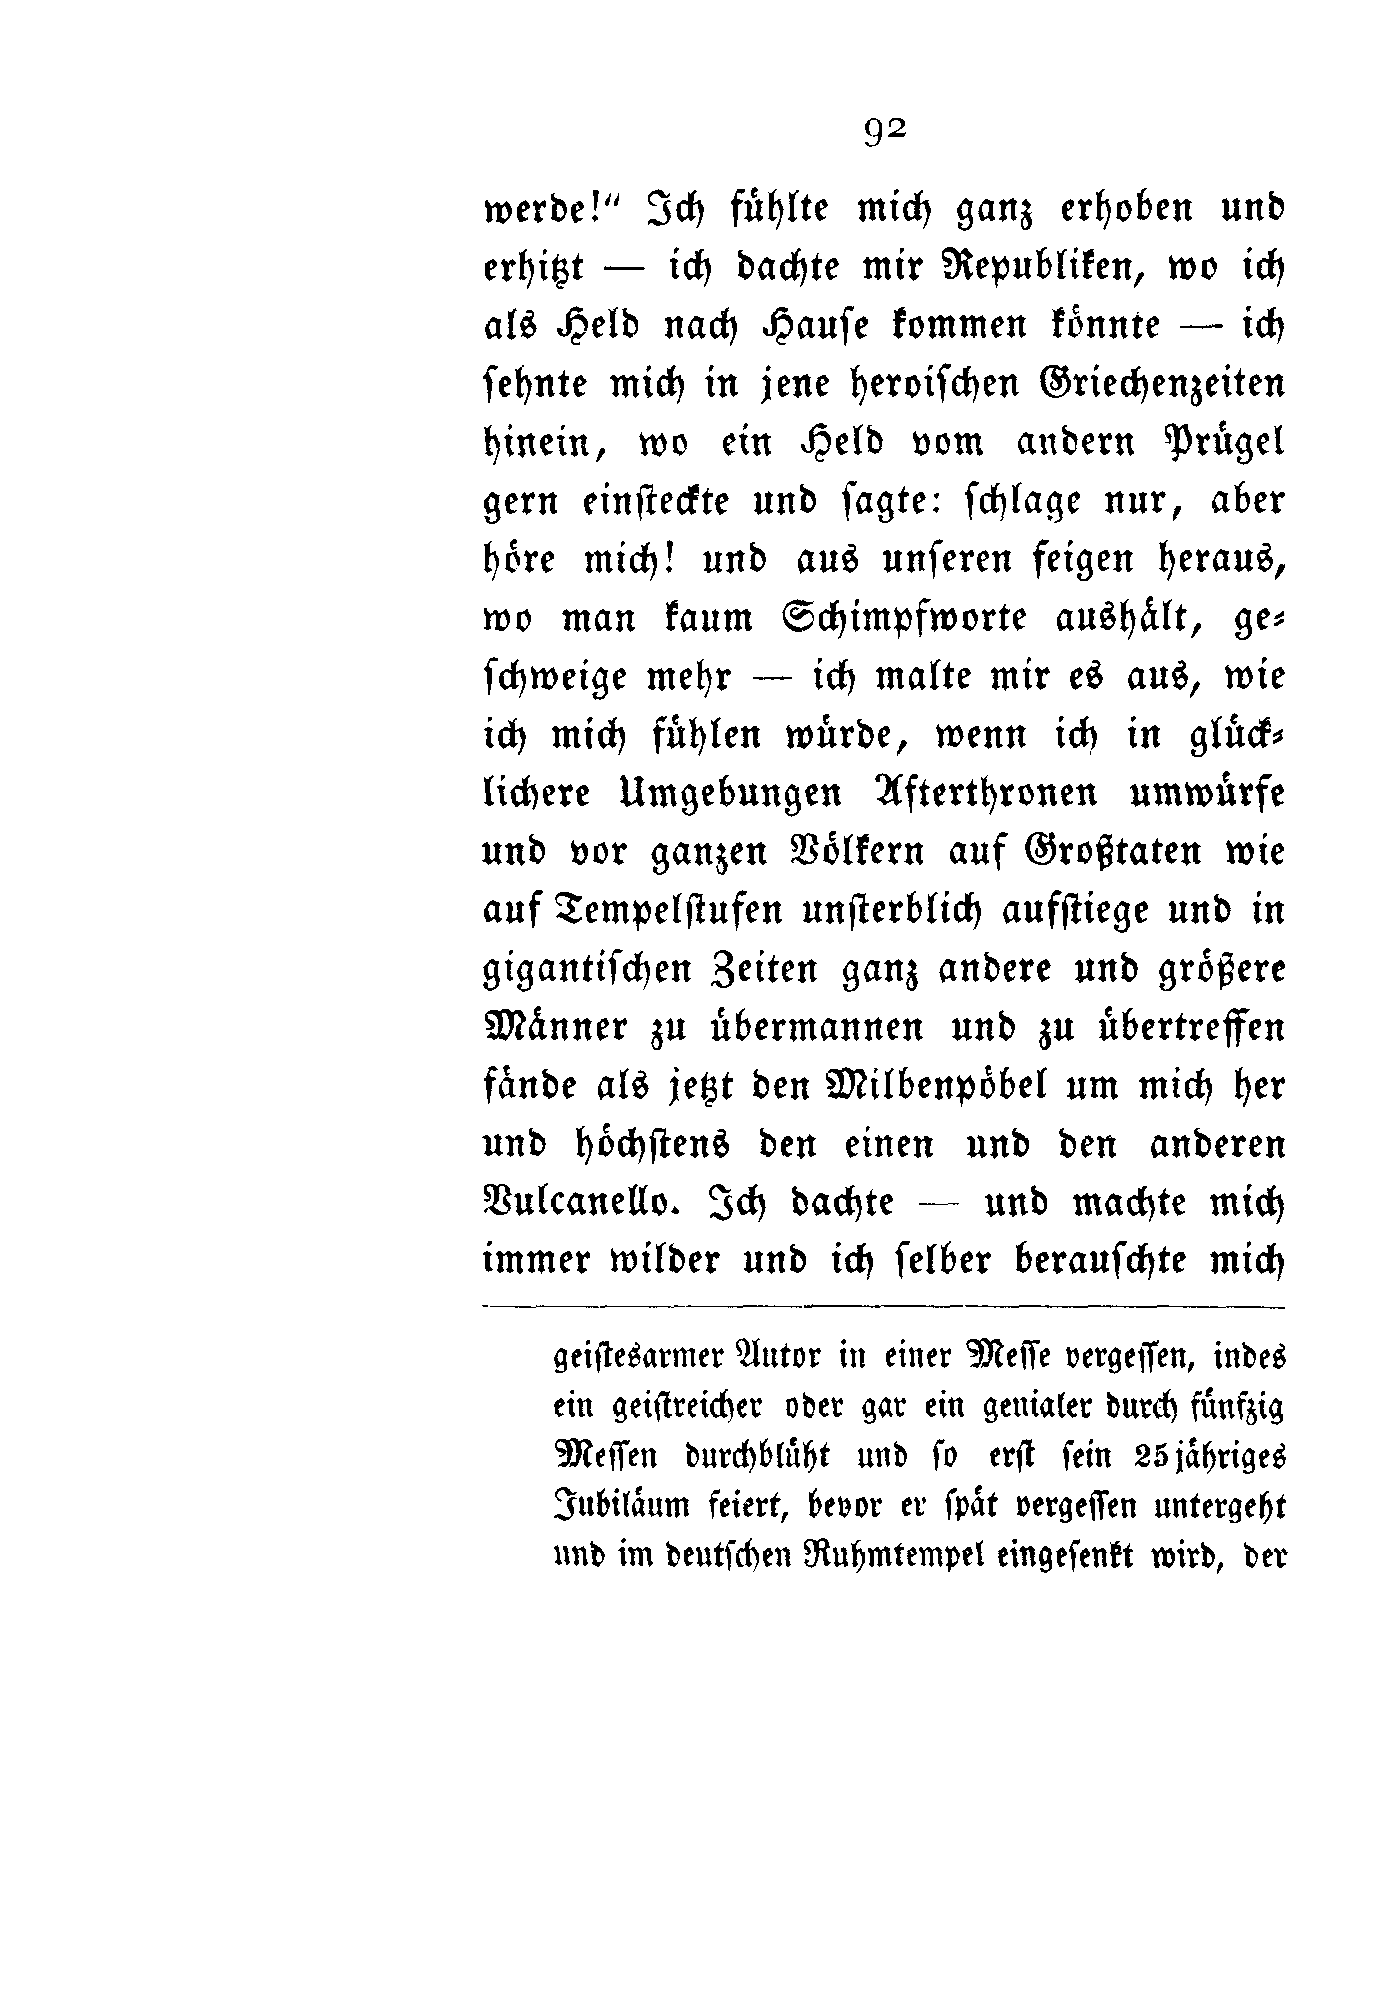 92
werde!“ Ich fühlte mich ganz erhoben und
erhitzt — ich dachte mir Republiken, wo ich
als Held nach Hause kommen könnte — ich
ſehnte mich in jene heroiſchen Griechenzeiten
hinein, wo ein Held vom andern Prügel
gern einſteckte und ſagte: ſchlage nur, aber
höre mich! und aus unſeren feigen heraus,
wo man kaum Schimpfworte aushält, ge⸗
ſchweige mehr — ich malte mir es aus, wie
ich mich fühlen würde, wenn ich in glück⸗
lichere Umgebungen Afterthronen umwürfe
und vor ganzen Völkern auf Großtaten wie
auf Tempelſtufen unſterblich aufſtiege und in
gigantiſchen Zeiten ganz andere und größere
Männer zu übermannen und zu übertreffen
fände als jetzt den Milbenpöbel um mich her
und höchſtens den einen und den anderen
Vulcanello. Ich dachte — und machte mich
immer wilder und ich ſelber berauſchte mich
geiſtesarmer Autor in einer Meſſe vergeſſen, indes
ein geiſtreicher oder gar ein genialer durch fünfzig
Meſſen durchblüht und ſo erſt ſein 25jähriges
Jubiläum feiert, bevor er ſpät vergeſſen untergeht
und im deutſchen Ruhmtempel eingeſenkt wird, der